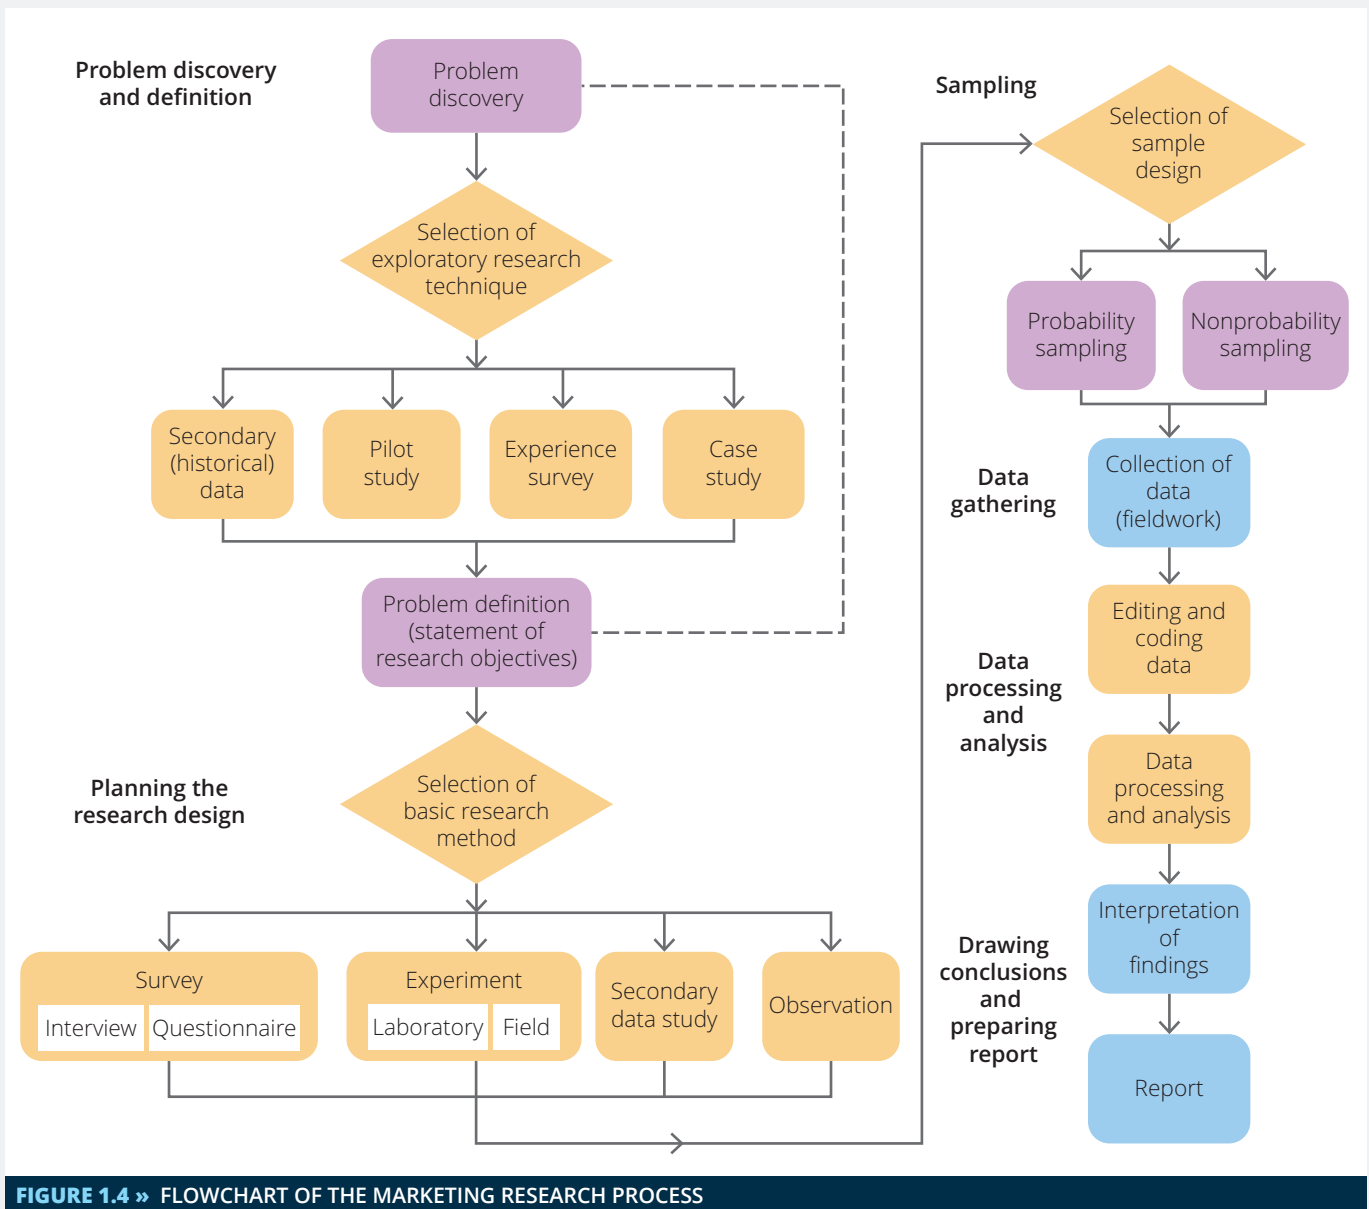 Problem discovery
and definition
Problem
discovery
Selection of
exploratory research
technique
Secondary
(historical)
data
Pilot
study
Experience
survey
Case
study
Problem definition
(statement of
research objectives)
Planning the
research design
Selection of
basic research
method
Survey
Interview
Questionnaire
Experiment
Laboratory
Field
Secondary
data study
Observation
Sampling
Selection of
sample
design
Probability
sampling
Nonprobability
sampling
Data
gathering
Collection of
data
(fieldwork)
Data
processing
and
analysis
Editing and
coding
data
Data
processing
and analysis
Drawing
conclusions
and
preparing
report
Interpretation
of
findings
Report
FIGURE 1.4 » FLOWCHART OF THE MARKETING RESEARCH PROCESS